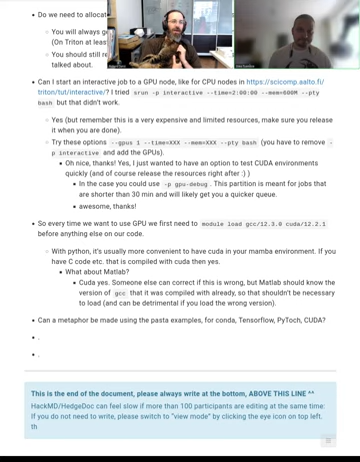 Do we need to allocat
You will always ge
(On Triton at leas
You should still re
talked about.
Can I start an interactive job to a GPU node, like for CPU nodes in https://scicomp.aalto.fi/
triton/tut/interactive/? I tried srun -p interactive --time=2:00:00 --mem=600M --pty
bash but that didn't work.
Yes (but remember this is a very expensive and limited resources, make sure you release
it when you are done).
Try these options --gpus 1 --time=XXX --mem=XXX --pty bash (you have to remove -
p interactive and add the GPUs).
Oh nice, thanks! Yes, I just wanted to have an option to test CUDA environments
quickly (and of course release the resources right after :) )
In the case you could use -p gpu-debug . This partition is meant for jobs that
are shorter than 30 min and will likely get you a quicker queue.
awesome, thanks!
So every time we want to use GPU we first need to module load gcc/12.3.0 cuda/12.2.1
before anything else on our code.
With python, it's usually more convenient to have cuda in your mamba environment. If you
have C code etc. that is compiled with cuda then yes.
What about Matlab?
Cuda yes. Someone else can correct if this is wrong, but Matlab should know the
version of gcc that it was compiled with already, so that shouldn't be necessary
to load (and can be detrimental if you load the wrong version).
Can a metaphor be made using the pasta examples, for conda, Tensorflow, PyToch, CUDA?
.
.
This is the end of the document, please always write at the bottom, ABOVE THIS LINE ^^
HackMD/HedgeDoc can feel slow if more than 100 participants are editing at the same time:
If you do not need to write, please switch to "view mode" by clicking the eye icon on top left.
th